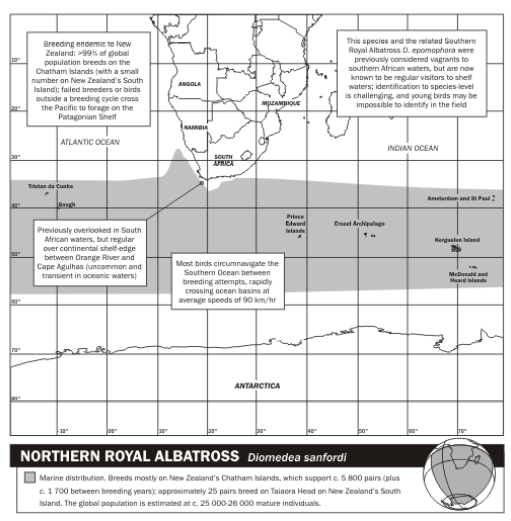 Breeding endemic to New
Zealand: >99% of global
population breeds on the
Chatham Islands (with a small
number on New Zealand's South
Island); failed breeders or birds
outside a breeding cycle cross
the Pacific to forage on the
Patagonian Shelf
This species and the related Southern
Royal Albatross D. epomophora were
previously considered vagrants to
southern African waters, but are now
known to be regular visitors to shelf
waters; identification to species-level
is challenging, and young birds may be
impossible to identify in the field
ANGOLA
MOZAMBIQUE
NAMIBIA
SOUTH
AFRICA
ATLANTIC OCEAN
INDIAN OCEAN
10°
20°
30°
40°
50°
60°
70°
80°
Tristan da Cunha
Gough
Amsterdam and St Paul
Prince
Edward
Islands
Crozet Archipelago
Kerguelen Island
McDonald and
Heard Islands
Previously overlooked in South
African waters, but regular
over continental shelf-edge
between Orange River and
Cape Agulhas (uncommon and
transient in oceanic waters)
Most birds circumnavigate the
Southern Ocean between
breeding attempts, rapidly
crossing ocean basins at
average speeds of 90 km/hr
ANTARCTICA
-10° 00° 10° 20° 30° 40° 50° 60° 70°
NORTHERN ROYAL ALBATROSS Diomedea sanfordi
Marine distribution. Breeds mostly on New Zealand's Chatham Islands, which support c. 5 800 pairs (plus
c. 1 700 between breeding years); approximately 25 pairs breed on Taiaora Head on New Zealand's South
Island. The global population is estimated at c. 25 000-26 000 mature individuals.